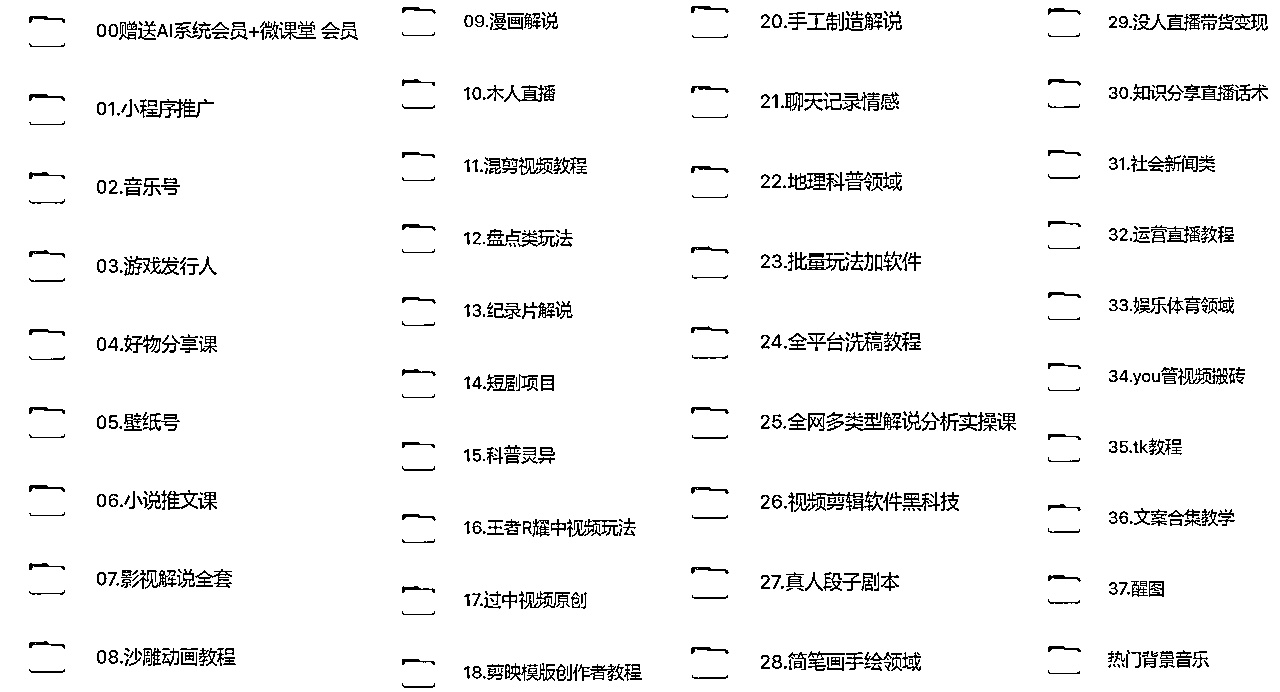 00赠送AI系统会员+微课堂 会员
01.小程序推广
02.音乐号
03.游戏发行人
04.好物分享课
05.壁纸号
06.小说推文课
07.影视解说全套
08.沙雕动画教程
09.漫画解说
10.木人直播
11.混剪视频教程
12.盘点类玩法
13.纪录片解说
14.短剧项目
15.科普灵异
16.王者R耀中视频玩法
17.过中视频原创
18.剪映模版创作者教程
20.手工制造解说
21.聊天记录情感
22.地理科普领域
23.批量玩法加软件
24.全平台洗稿教程
25.全网多类型解说分析实操课
26.视频剪辑软件黑科技
27.真人段子剧本
28.简笔画手绘领域
29.没人直播带货变现
30.知识分享直播话术
31.社会新闻类
32.运营直播教程
33.娱乐体育领域
34.you管视频搬砖
35.tk教程
36.文案合集教学
37.醒图
热门背景音乐